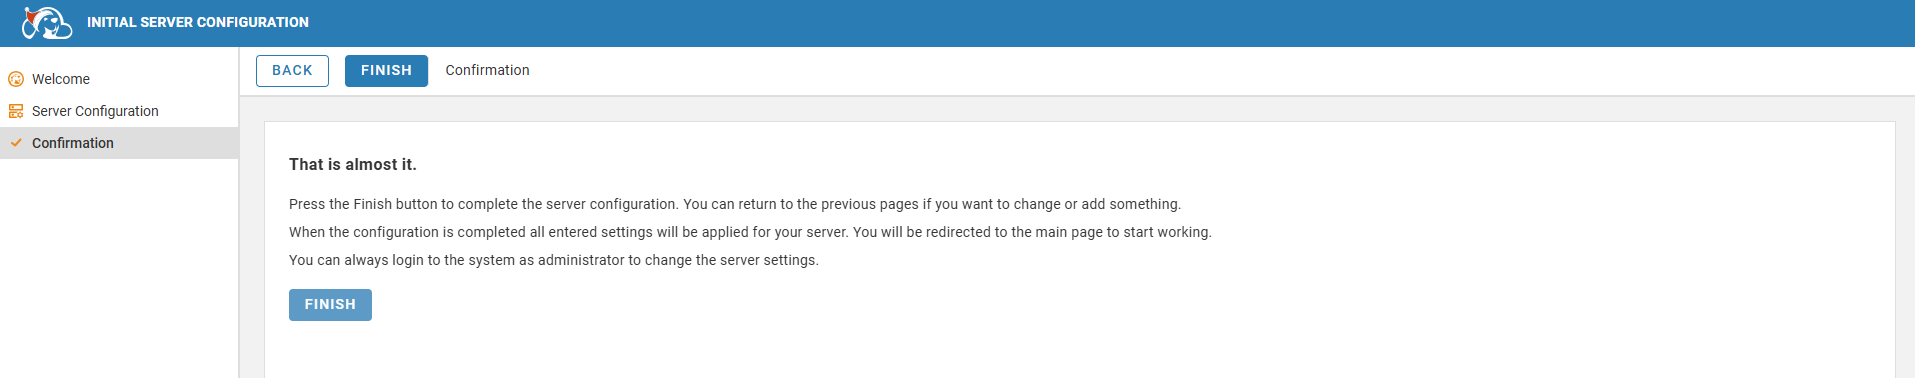 INITIAL SERVER CONFIGURATION
Welcome
Server Configuration
Confirmation
BACK FINISH Confirmation
That is almost it.
Press the Finish button to complete the server configuration. You can return to the previous pages if you want to change or add something.
When the configuration is completed all entered settings will be applied for your server. You will be redirected to the main page to start working.
You can always login to the system as administrator to change the server settings.
FINISH